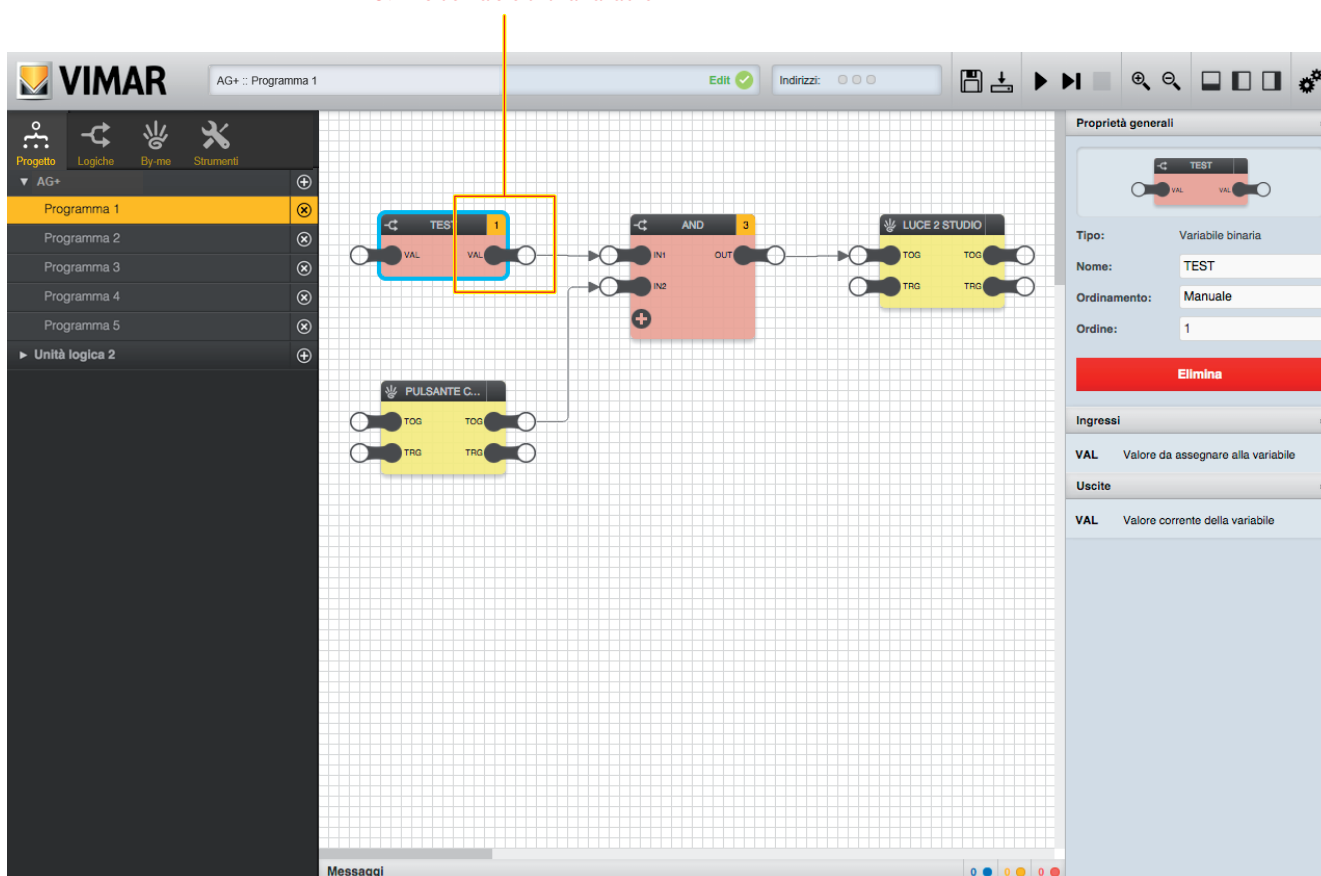 VIMAR
AG+ :: Programma 1
Edit
Indirizzi:
Progetto
Logiche
By-me
Strumenti
AG+
Programma 1
Programma 2
Programma 3
Programma 4
Programma 5
Unità logica 2
TEST
1
VAL
VAL
AND
3
IN1
OUT
IN2
LUCE 2 STUDIO
TOG
TOG
TRG
TRG
PULSANTE C...
TOG
TOG
TRG
TRG
Messaggi
0
0
0
Proprietà generali
TEST
VAL
VAL
Tipo:
Variabile binaria
Nome:
TEST
Ordinamento:
Manuale
Ordine:
1
Elimina
Ingressi
VAL
Valore da assegnare alla variabile
Uscite
VAL
Valore corrente della variabile